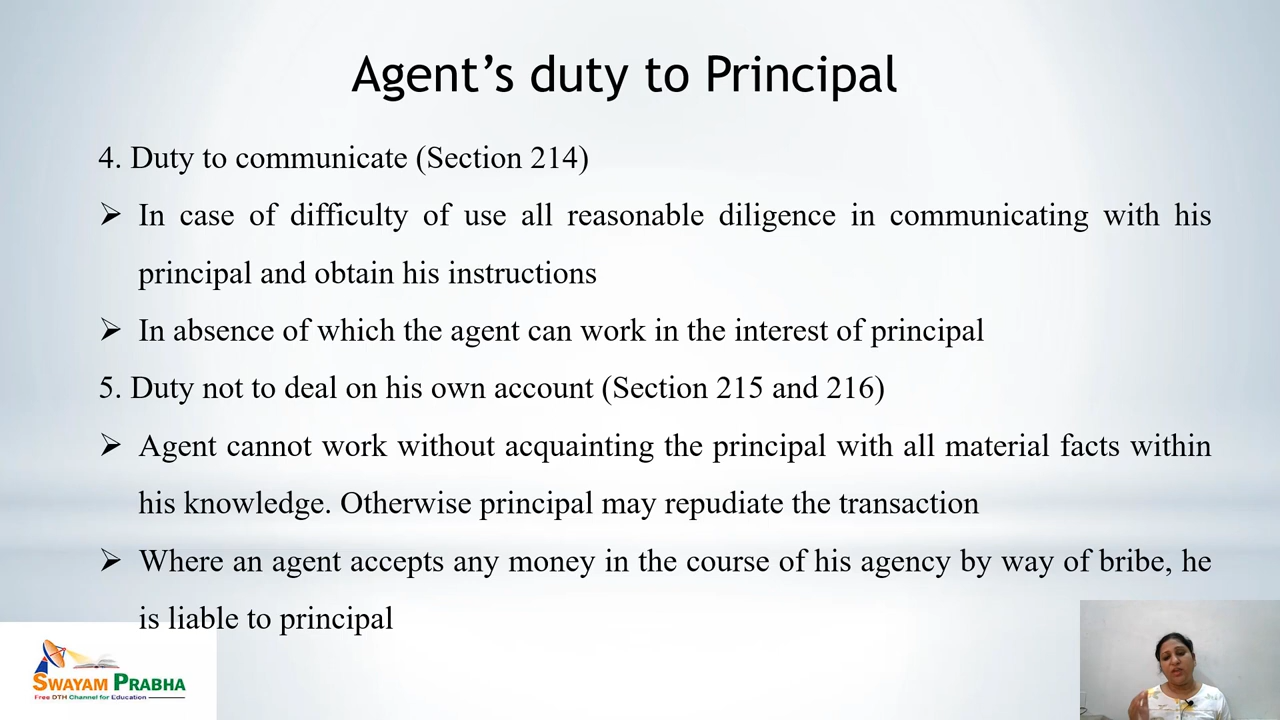 Agent’s duty to Principal
4. Duty to communicate (Section 214)
➢ In case of difficulty of use all reasonable diligence in communicating with his
principal and obtain his instructions
➢ In absence of which the agent can work in the interest of principal
5. Duty not to deal on his own account (Section 215 and 216)
➢ Agent cannot work without acquainting the principal with all material facts within
his knowledge. Otherwise principal may repudiate the transaction
➢ Where an agent accepts any money in the course of his agency by way of bribe, he
is liable to principal
SWAYAM PRABHA
Free DTH Channel for Education